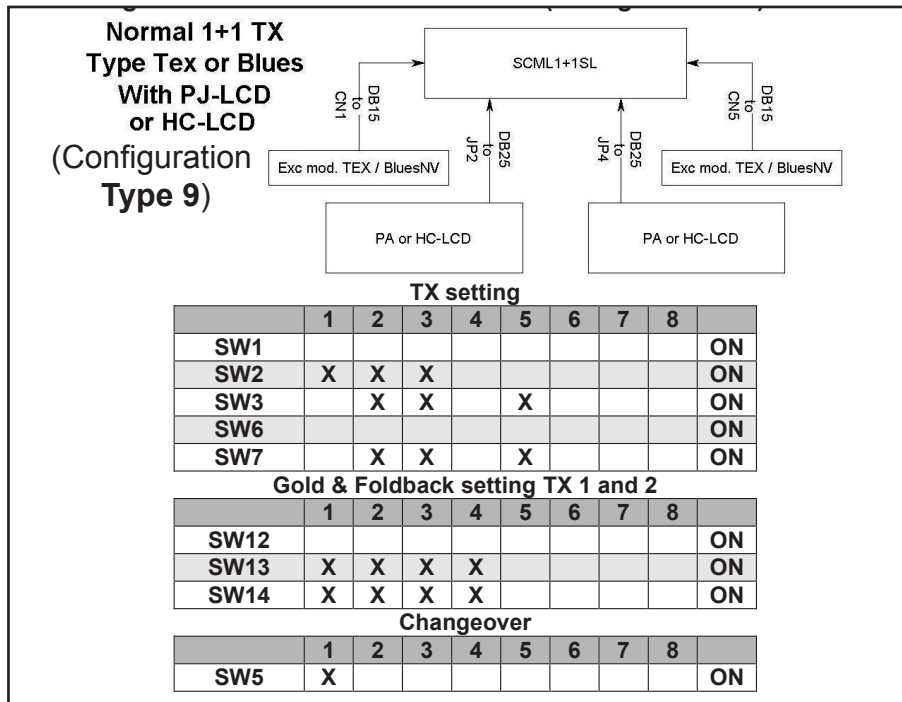 Normal 1+1 TX
Type Tex or Blues
With PJ-LCD
or HC-LCD
(Configuration
Type 9)
SCML1+1SL
DB15
to
CN1
DB25
to
JP2
DB25
to
JP4
DB15
to
CN5
Exc mod. TEX / BluesNV
Exc mod. TEX / BluesNV
PA or HC-LCD
PA or HC-LCD
TX setting
1 2 3 4 5 6 7 8
SW1 ON
SW2 X X X ON
SW3 X X X ON
SW6 ON
SW7 X X X ON
Gold & Foldback setting TX 1 and 2
1 2 3 4 5 6 7 8
SW12 ON
SW13 X X X X ON
SW14 X X X X ON
Changeover
1 2 3 4 5 6 7 8
SW5 X ON